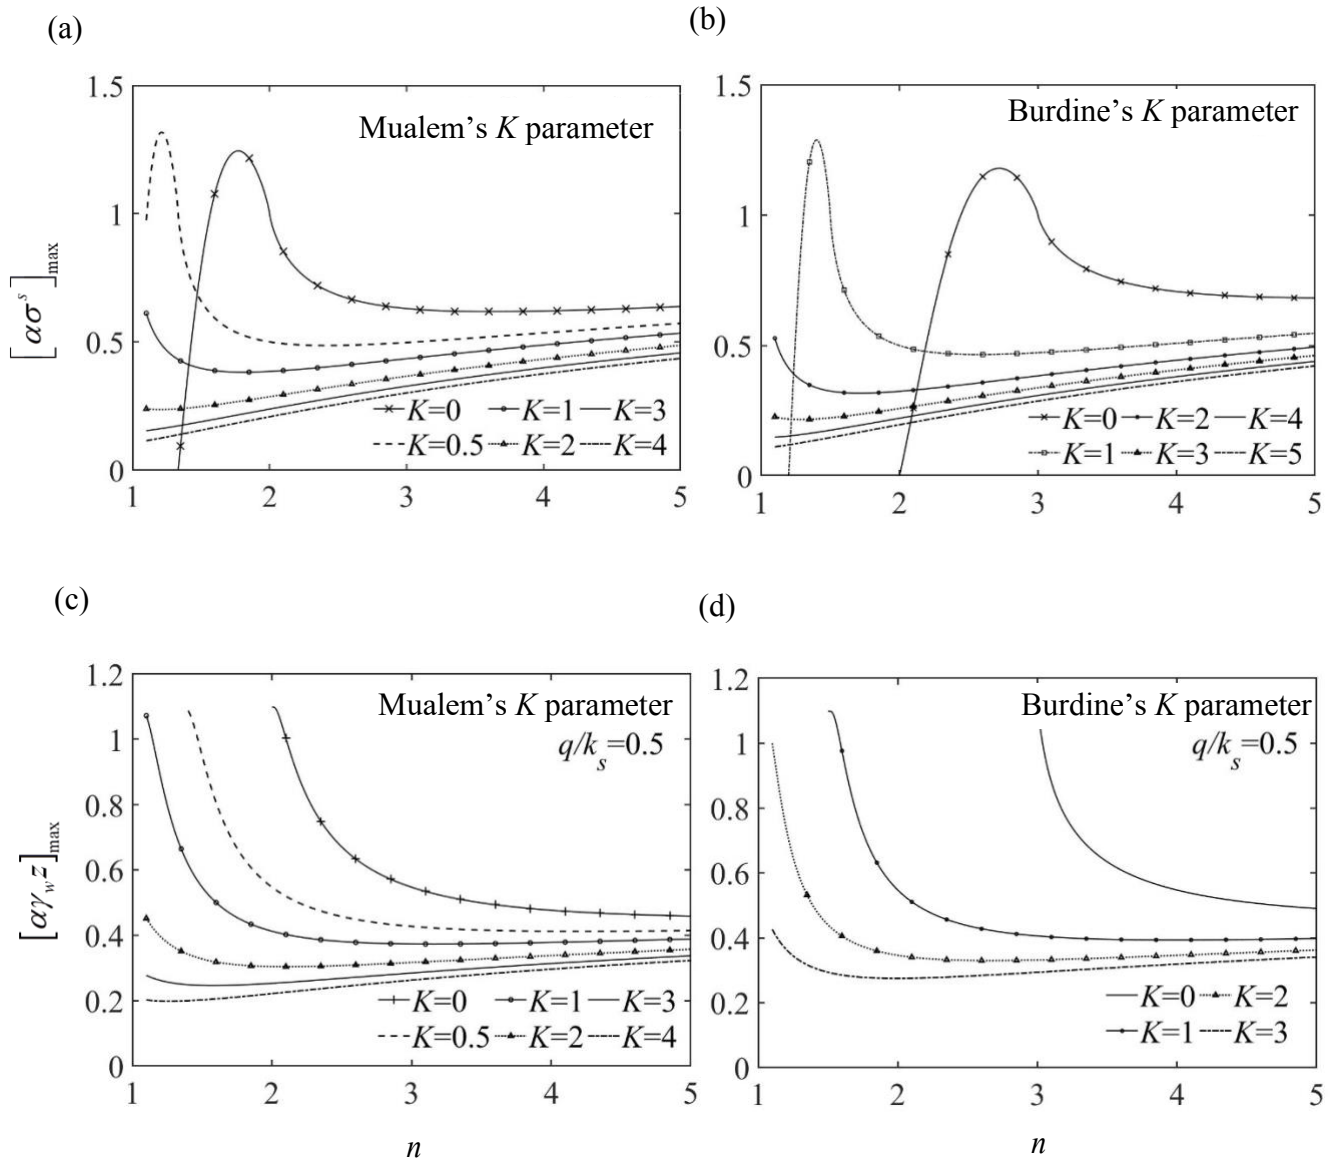 (a)
Mualem's K parameter
[ασˢ]max
1.5
1
0.5
0
1 2 3 4 5
K=0 K=1 K=3
K=0.5 K=2 K=4
(b)
Burdine's K parameter
1.5
1
0.5
0
1 2 3 4 5
K=0 K=2 K=4
K=1 K=3 K=5
(c)
Mualem's K parameter
q/ks=0.5
[αγwz]max
1.2
1
0.8
0.6
0.4
0.2
0
1 2 3 4 5
K=0 K=1 K=3
K=0.5 K=2 K=4
n
(d)
Burdine's K parameter
q/ks=0.5
1.2
1
0.8
0.6
0.4
0.2
0
1 2 3 4 5
K=0 K=2
K=1 K=3
n